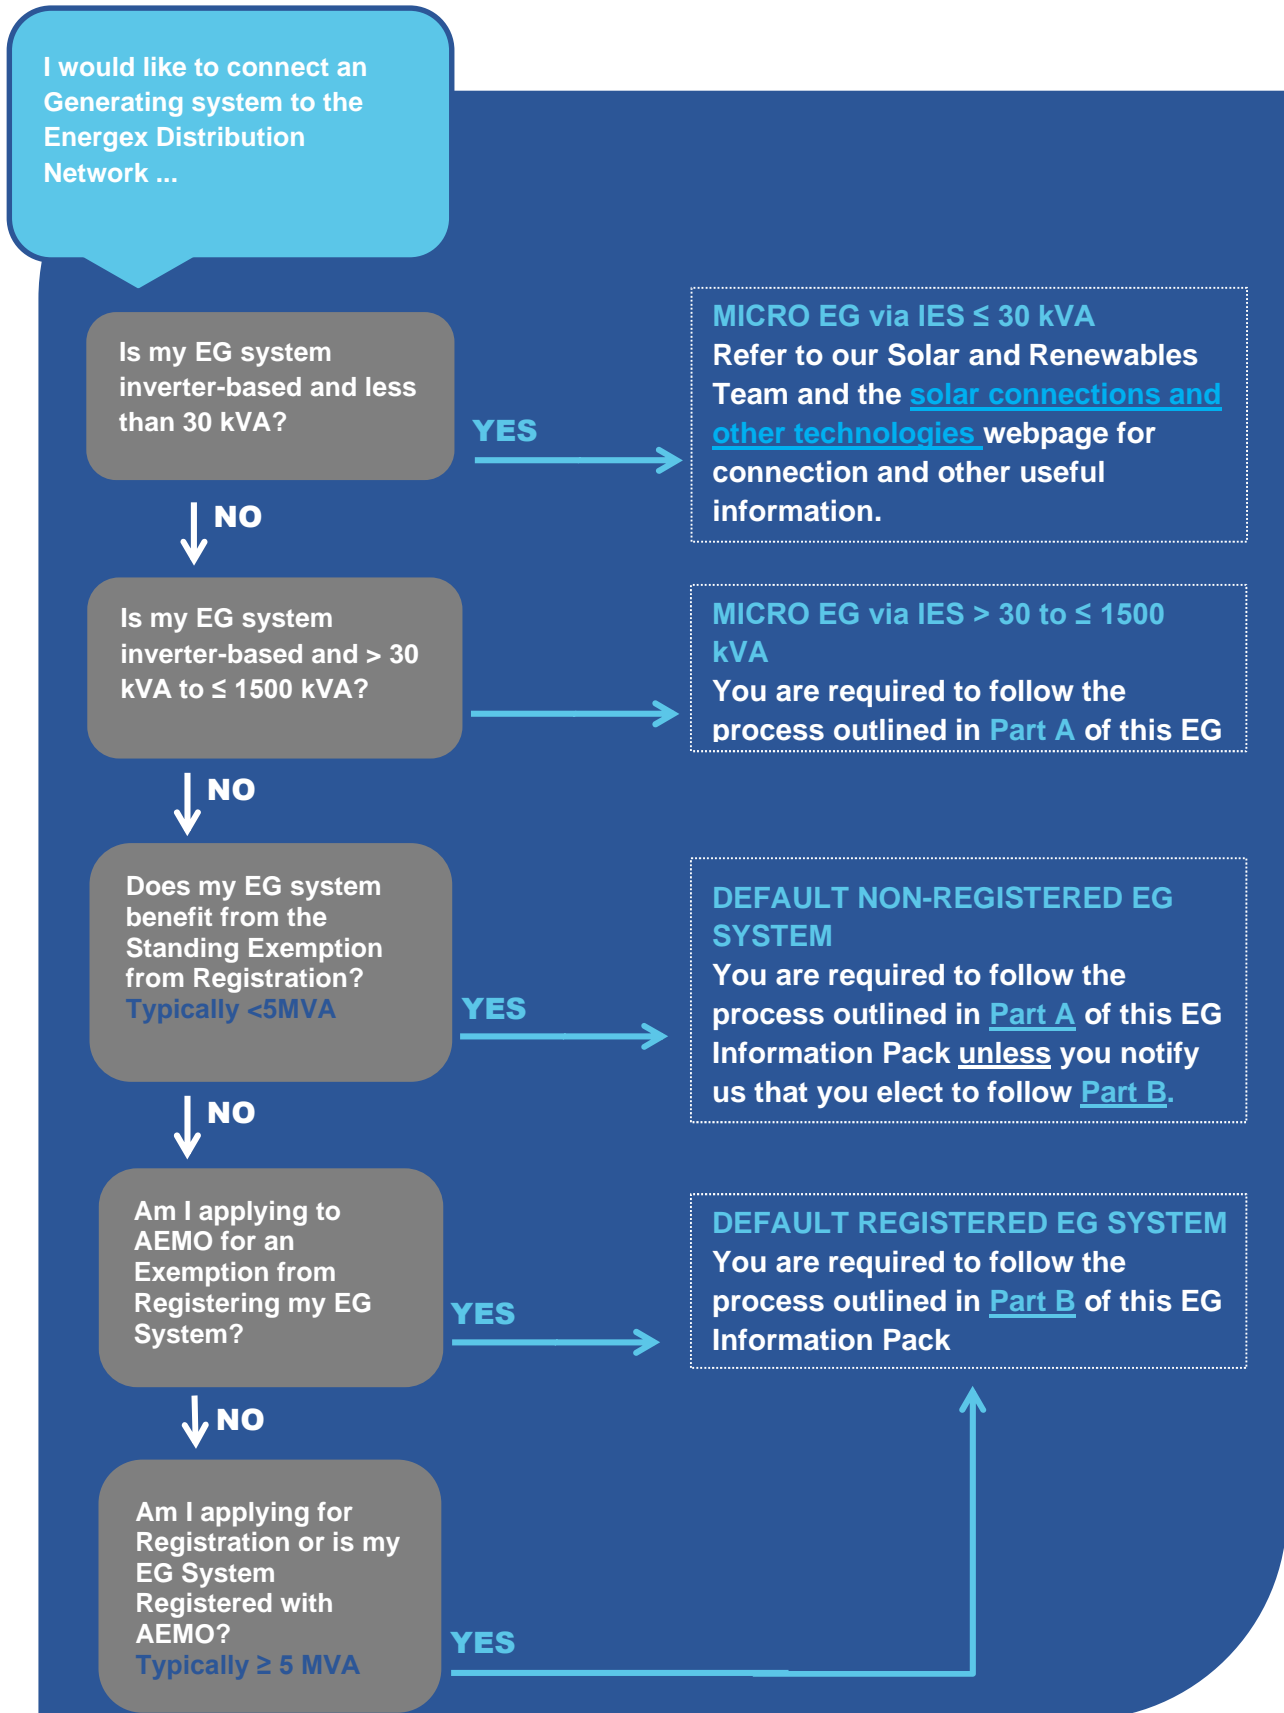 I would like to connect an
Generating system to the
Energex Distribution
Network ...
Is my EG system
inverter-based and less
than 30 kVA?
YES
MICRO EG via IES ≤ 30 kVA
Refer to our Solar and Renewables
Team and the solar connections and
other technologies webpage for
connection and other useful
information.
NO
Is my EG system
inverter-based and > 30
kVA to ≤ 1500 kVA?
MICRO EG via IES > 30 to ≤ 1500
kVA
You are required to follow the
process outlined in Part A of this EG
NO
Does my EG system
benefit from the
Standing Exemption
from Registration?
Typically <5MVA
YES
DEFAULT NON-REGISTERED EG
SYSTEM
You are required to follow the
process outlined in Part A of this EG
Information Pack unless you notify
us that you elect to follow Part B.
NO
Am I applying to
AEMO for an
Exemption from
Registering my EG
System?
YES
DEFAULT REGISTERED EG SYSTEM
You are required to follow the
process outlined in Part B of this EG
Information Pack
NO
Am I applying for
Registration or is my
EG System
Registered with
AEMO?
Typically ≥ 5 MVA
YES